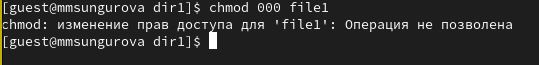 [guest@mmsungurova dir1]$ chmod 000 file1
chmod: изменение прав доступа для 'file1': Операция не позволена
[guest@mmsungurova dir1]$